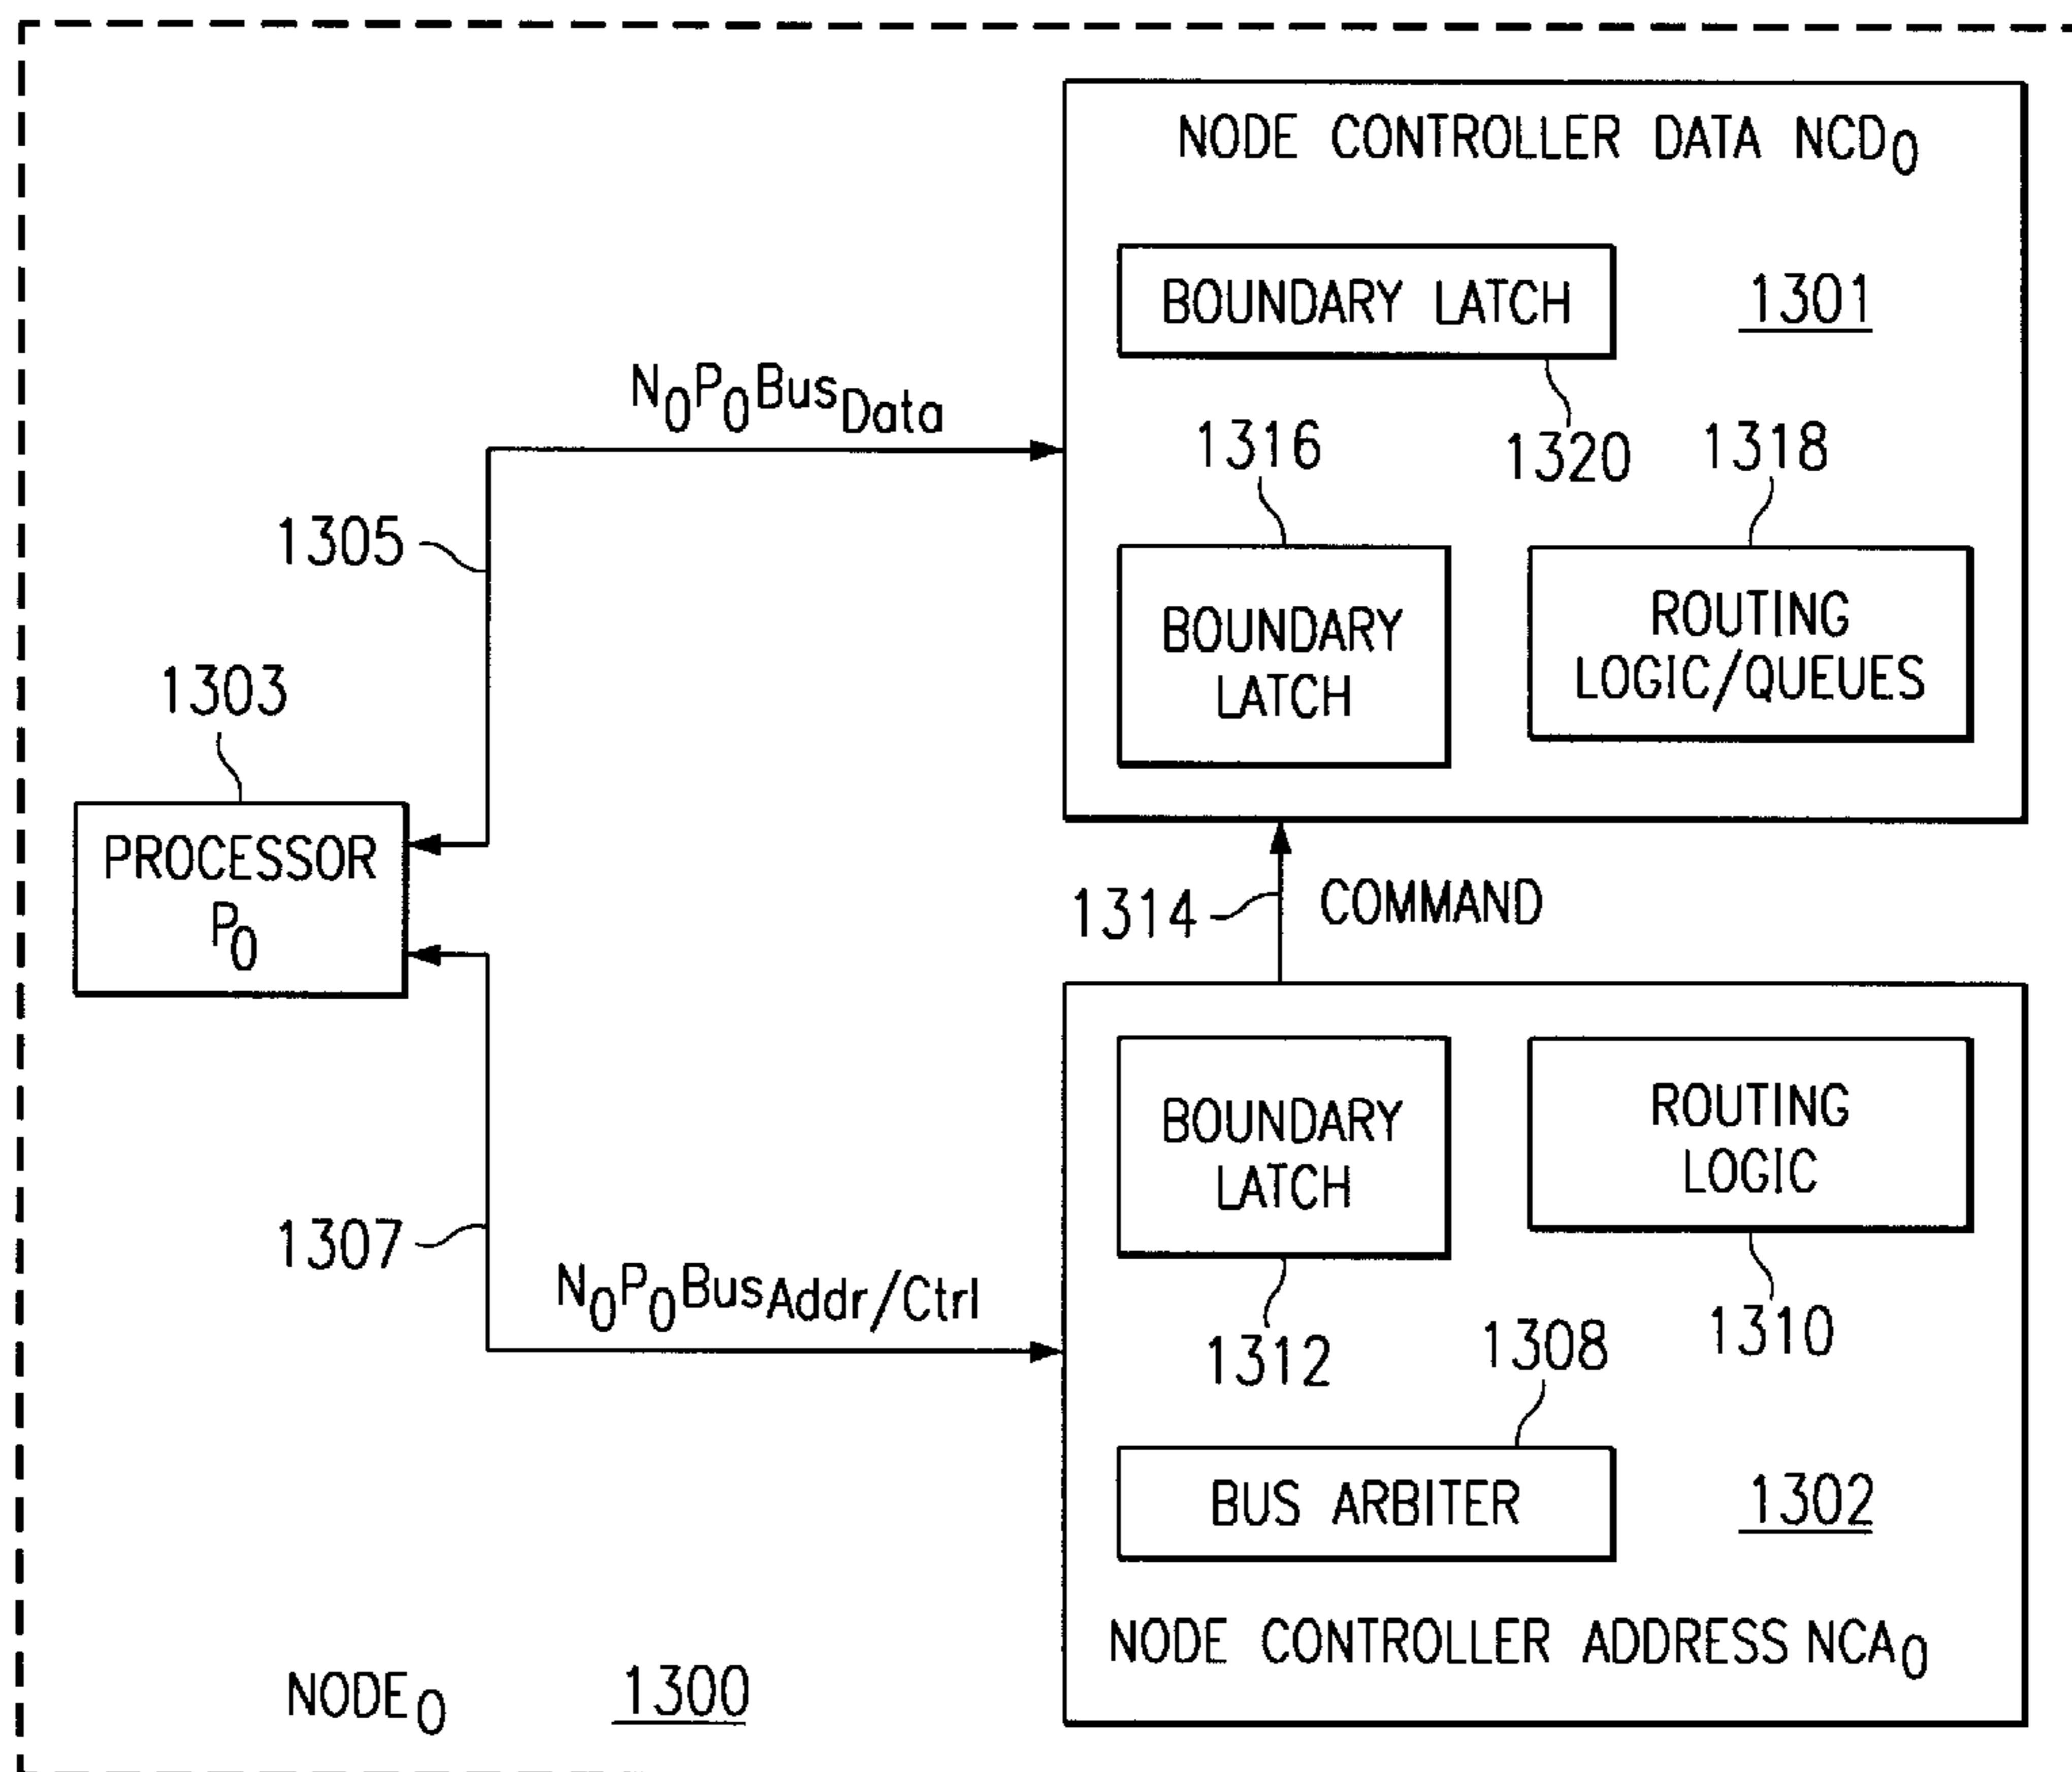 NODE CONTROLLER DATA NCD0
BOUNDARY LATCH
1301
N0P0BusData
1316
1320
1318
1305
BOUNDARY
LATCH
ROUTING
LOGIC/QUEUES
1303
PROCESSOR
P0
1314
COMMAND
BOUNDARY
LATCH
ROUTING
LOGIC
1307
N0P0BusAddr/Ctrl
1312
1308
1310
BUS ARBITER
1302
NODE CONTROLLER ADDRESS NCA0
NODE0
1300